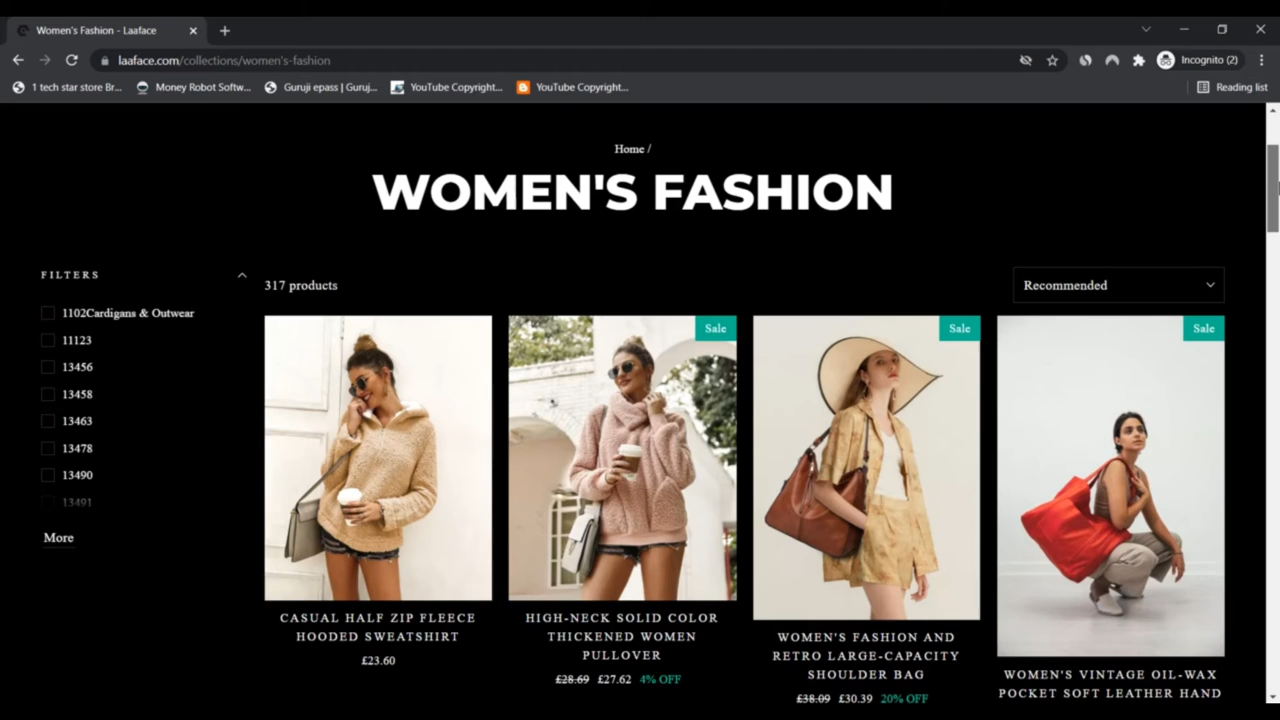 Women's Fashion - Laaface
laaface.com/collections/women's-fashion
Incognito (2)
1 tech star store Br...
Money Robot Softw...
Guruji epass | Guruj...
YouTube Copyright...
YouTube Copyright...
Reading list
Home /
WOMEN'S FASHION
FILTERS
317 products
Recommended
1102Cardigans & Outwear
11123
13456
13458
13463
13478
13490
13491
More
Sale
Sale
Sale
CASUAL HALF ZIP FLEECE
HOODED SWEATSHIRT
£23.60
HIGH-NECK SOLID COLOR
THICKENED WOMEN
PULLOVER
£28.69 £27.62 4% OFF
WOMEN'S FASHION AND
RETRO LARGE-CAPACITY
SHOULDER BAG
£38.09 £30.39 20% OFF
WOMEN'S VINTAGE OIL-WAX
POCKET SOFT LEATHER HAND